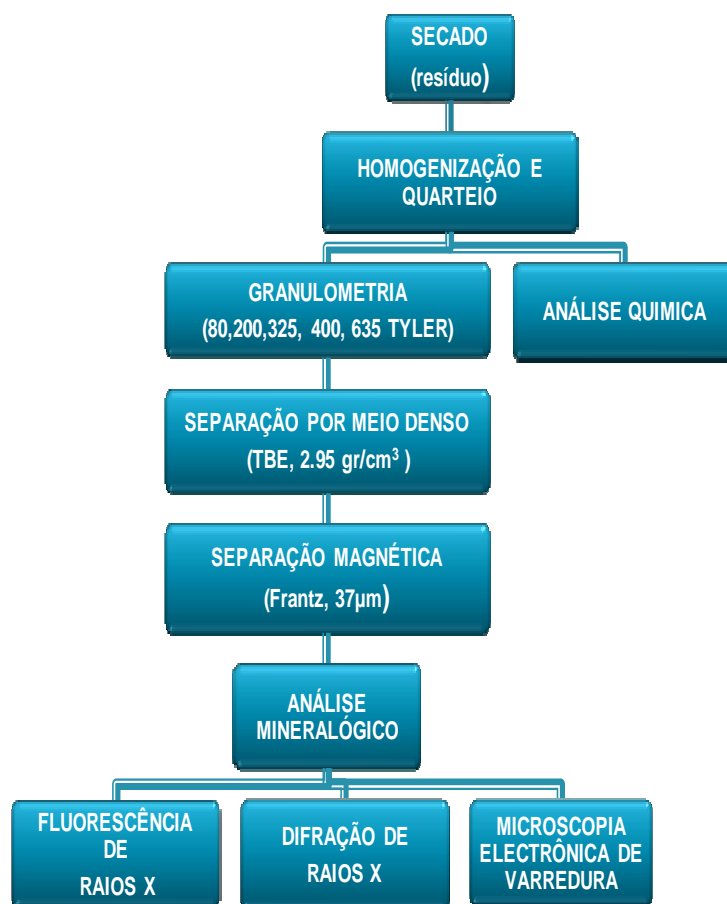 SECADO
(resíduo)
HOMOGENIZAÇÃO E
QUARTEIO
GRANULOMETRIA
(80,200,325, 400, 635 TYLER)
ANÁLISE QUIMICA
SEPARAÇÃO POR MEIO DENSO
(TBE, 2.95 gr/cm³ )
SEPARAÇÃO MAGNÉTICA
(Frantz, 37µm)
ANÁLISE
MINERALÓGICO
FLUORESCÊNCIA
DE
RAIOS X
DIFRAÇÃO DE
RAIOS X
MICROSCOPIA
ELECTRÔNICA DE
VARREDURA